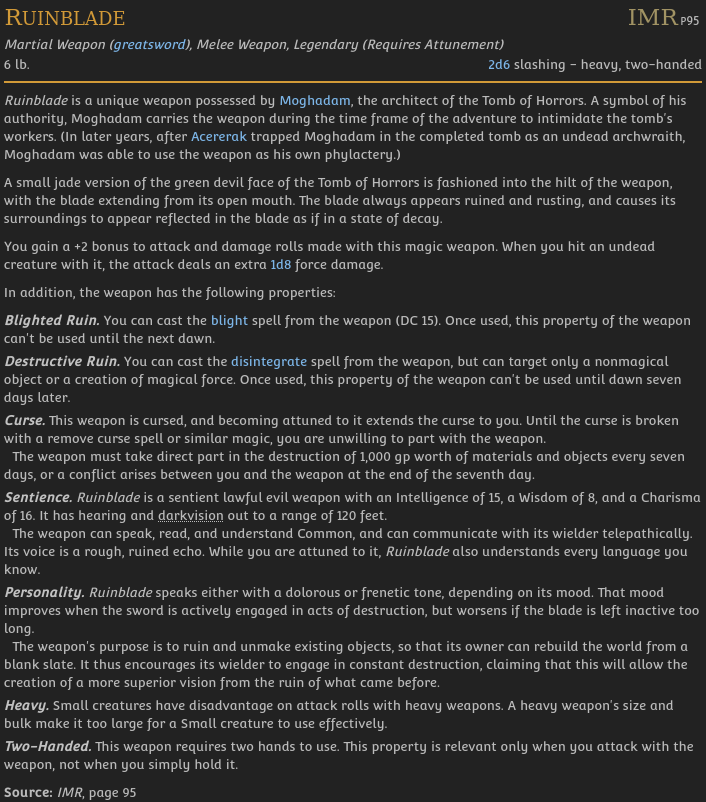 RUINBLADE IMR P95
Martial Weapon (greatsword), Melee Weapon, Legendary (Requires Attunement)
6 lb. 2d6 slashing - heavy, two-handed
Ruinblade is a unique weapon possessed by Moghadam, the architect of the Tomb of Horrors. A symbol of his
authority, Moghadam carries the weapon during the time frame of the adventure to intimidate the tomb's
workers. (In later years, after Acererak trapped Moghadam in the completed tomb as an undead archwraith,
Moghadam was able to use the weapon as his own phylactery.)
A small jade version of the green devil face of the Tomb of Horrors is fashioned into the hilt of the weapon,
with the blade extending from its open mouth. The blade always appears ruined and rusting, and causes its
surroundings to appear reflected in the blade as if in a state of decay.
You gain a +2 bonus to attack and damage rolls made with this magic weapon. When you hit an undead
creature with it, the attack deals an extra 1d8 force damage.
In addition, the weapon has the following properties:
Blighted Ruin. You can cast the blight spell from the weapon (DC 15). Once used, this property of the weapon
can't be used until the next dawn.
Destructive Ruin. You can cast the disintegrate spell from the weapon, but can target only a nonmagical
object or a creation of magical force. Once used, this property of the weapon can't be used until dawn seven
days later.
Curse. This weapon is cursed, and becoming attuned to it extends the curse to you. Until the curse is broken
with a remove curse spell or similar magic, you are unwilling to part with the weapon.
The weapon must take direct part in the destruction of 1,000 gp worth of materials and objects every seven
days, or a conflict arises between you and the weapon at the end of the seventh day.
Sentience. Ruinblade is a sentient lawful evil weapon with an Intelligence of 15, a Wisdom of 8, and a Charisma
of 16. It has hearing and darkvision out to a range of 120 feet.
The weapon can speak, read, and understand Common, and can communicate with its wielder telepathically.
Its voice is a rough, ruined echo. While you are attuned to it, Ruinblade also understands every language you
know.
Personality. Ruinblade speaks either with a dolorous or frenetic tone, depending on its mood. That mood
improves when the sword is actively engaged in acts of destruction, but worsens if the blade is left inactive too
long.
The weapon's purpose is to ruin and unmake existing objects, so that its owner can rebuild the world from a
blank slate. It thus encourages its wielder to engage in constant destruction, claiming that this will allow the
creation of a more superior vision from the ruin of what came before.
Heavy. Small creatures have disadvantage on attack rolls with heavy weapons. A heavy weapon's size and
bulk make it too large for a Small creature to use effectively.
Two-Handed. This weapon requires two hands to use. This property is relevant only when you attack with the
weapon, not when you simply hold it.
Source: IMR, page 95